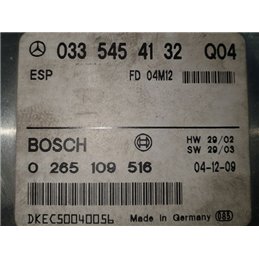 033 545 41 32 Q04
ESP FD 04M12
BOSCH HW 29/02
SW 29/03
0 265 109 516 04-12-09
DKEC50040056 Made in Germany